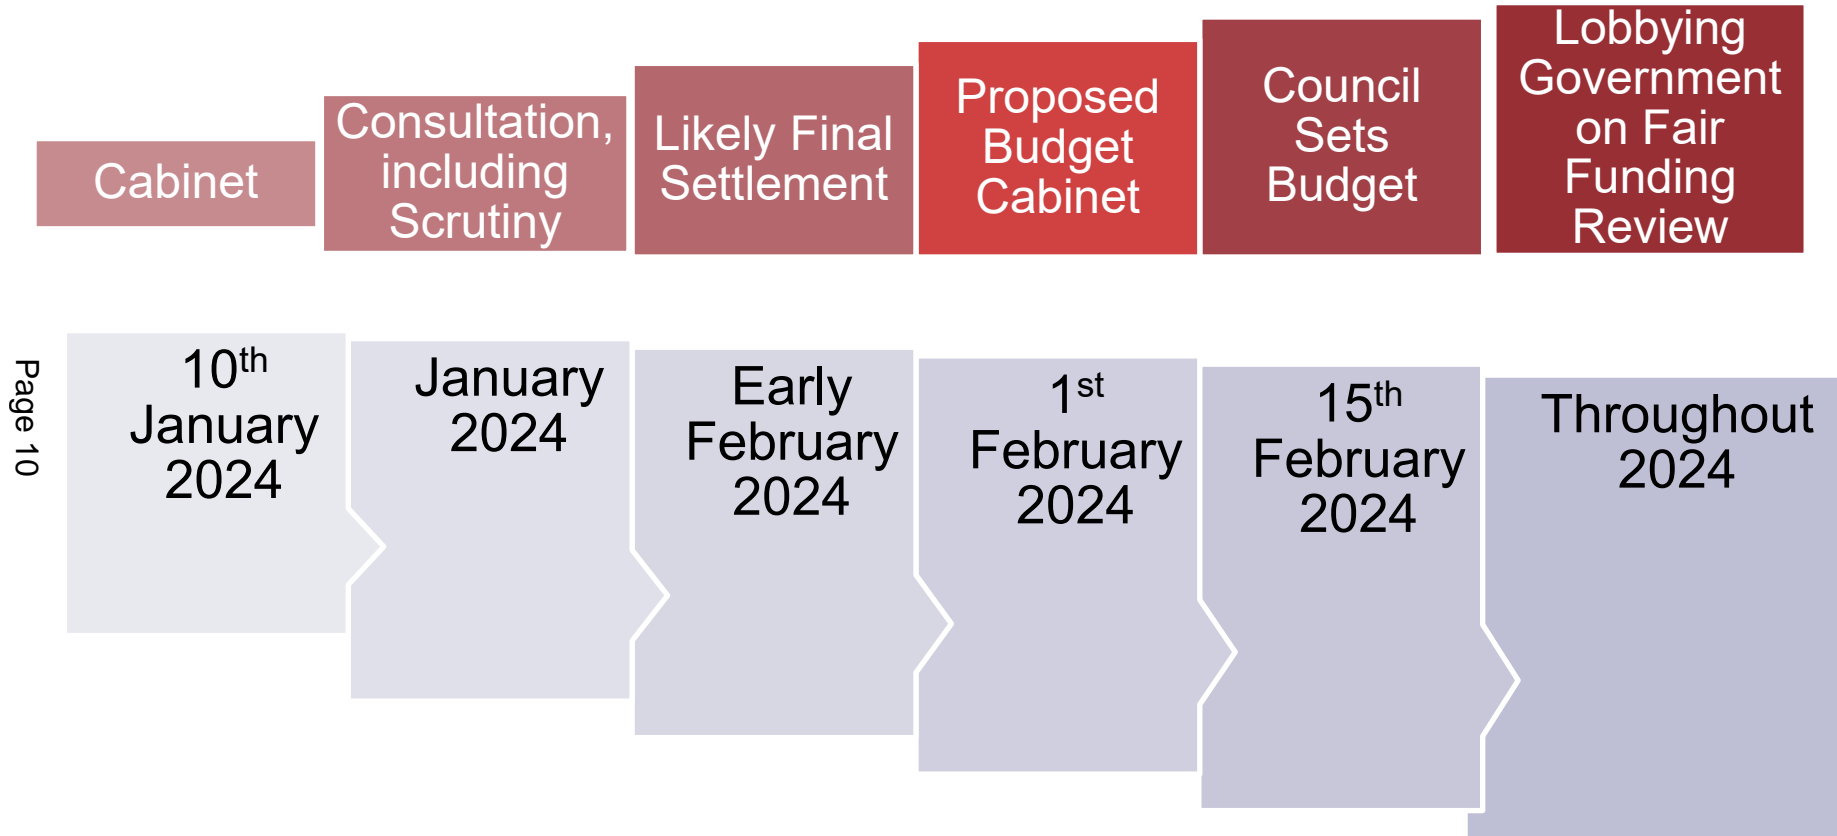 Cabinet
Consultation,
including
Scrutiny
Likely Final
Settlement
Proposed
Budget
Cabinet
Council
Sets
Budget
Lobbying
Government
on Fair
Funding
Review
10th
January
2024
January
2024
Early
February
2024
1st
February
2024
15th
February
2024
Throughout
2024
Page 10